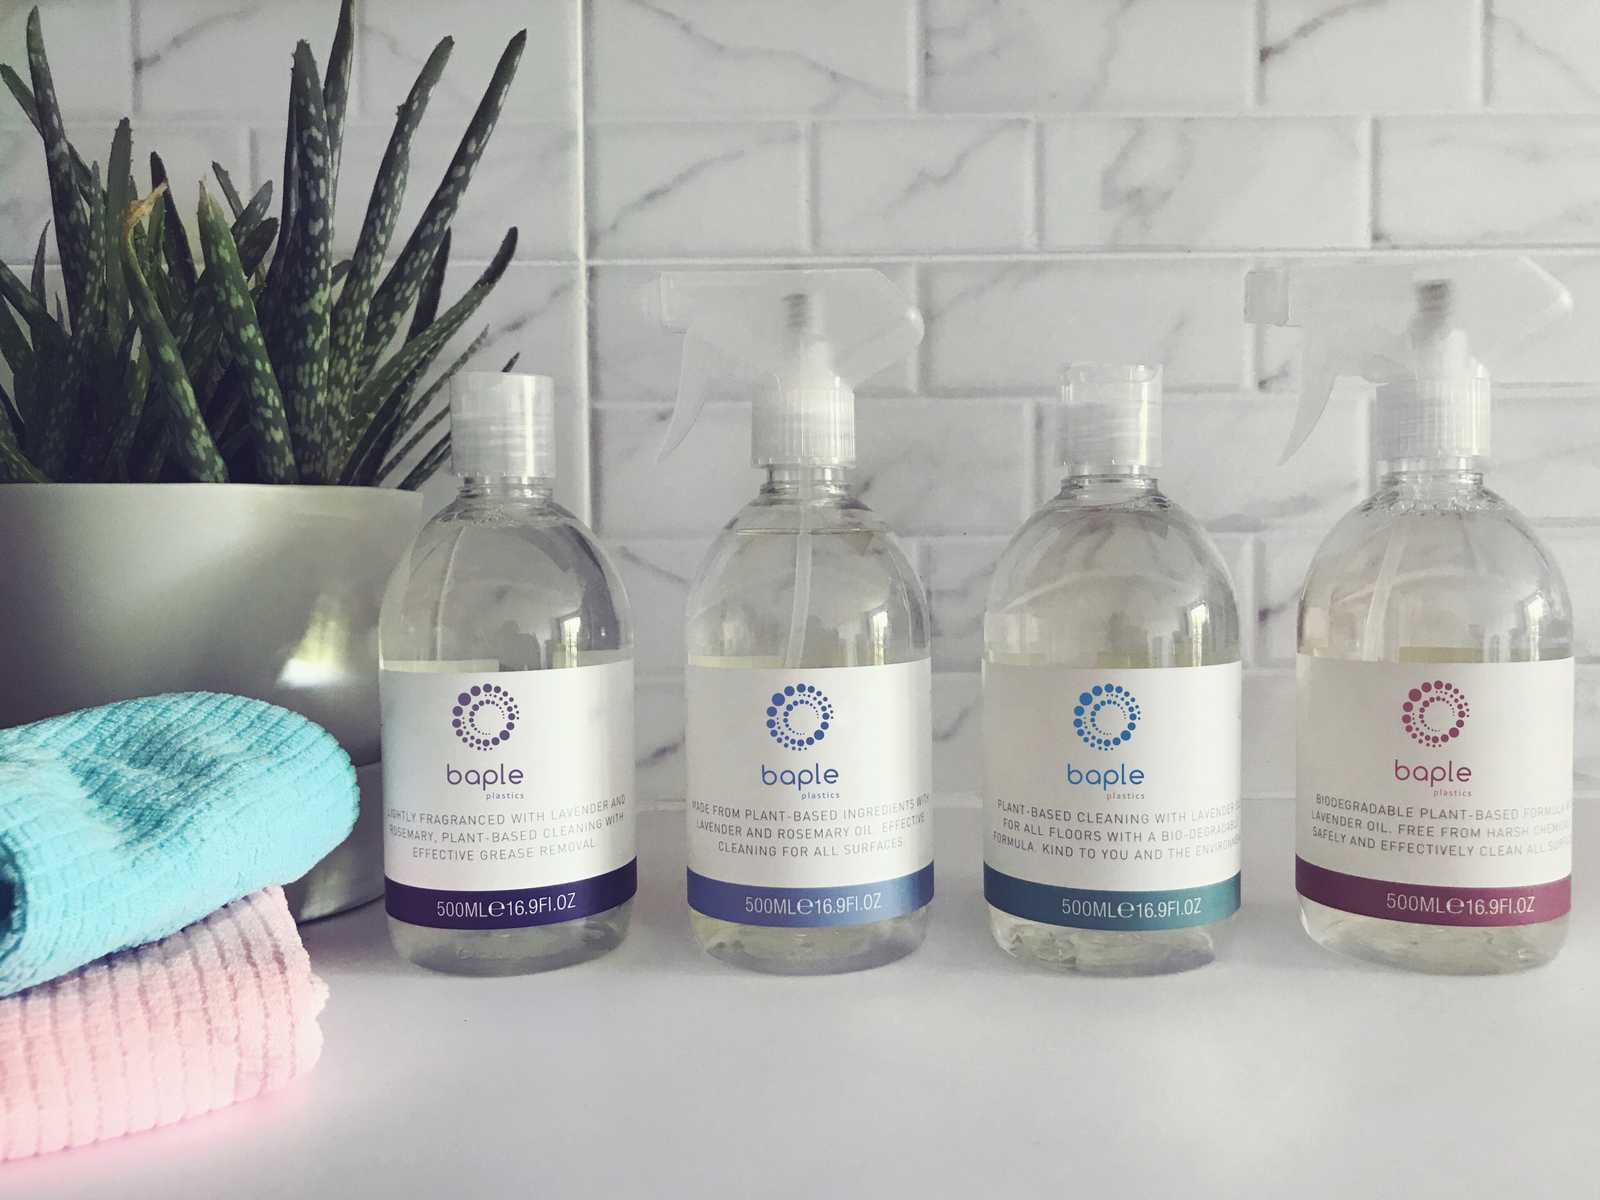 baple
plastics
LIGHTLY FRAGRANCED WITH LAVENDER AND
ROSEMARY, PLANT-BASED CLEANING WITH
EFFECTIVE GREASE REMOVAL.
500ML℮16.9Fl.OZ
baple
plastics
MADE FROM PLANT-BASED INGREDIENTS WITH
LAVENDER AND ROSEMARY OIL. EFFECTIVE
CLEANING FOR ALL SURFACES.
500ML℮16.9Fl.OZ
baple
plastics
PLANT-BASED CLEANING WITH LAVENDER
FOR ALL FLOORS WITH A BIO-DEGRADABLE
FORMULA. KIND TO YOU AND THE
500ML℮16.9Fl.OZ
baple
plastics
BIODEGRADABLE PLANT-BASED FORMULA
LAVENDER OIL. FREE FROM HARSH
SAFELY AND EFFECTIVELY CLEAN ALL
500ML℮16.9Fl.OZ